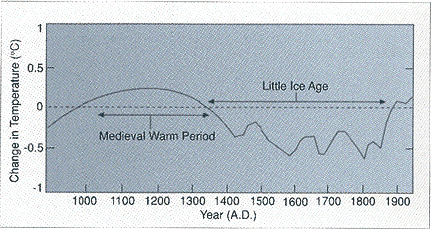 1
0.5
0
-0.5
-1
Change in Temperature (°C)
Little Ice Age
Medieval Warm Period
1000 1100 1200 1300 1400 1500 1600 1700 1800 1900
Year (A.D.)